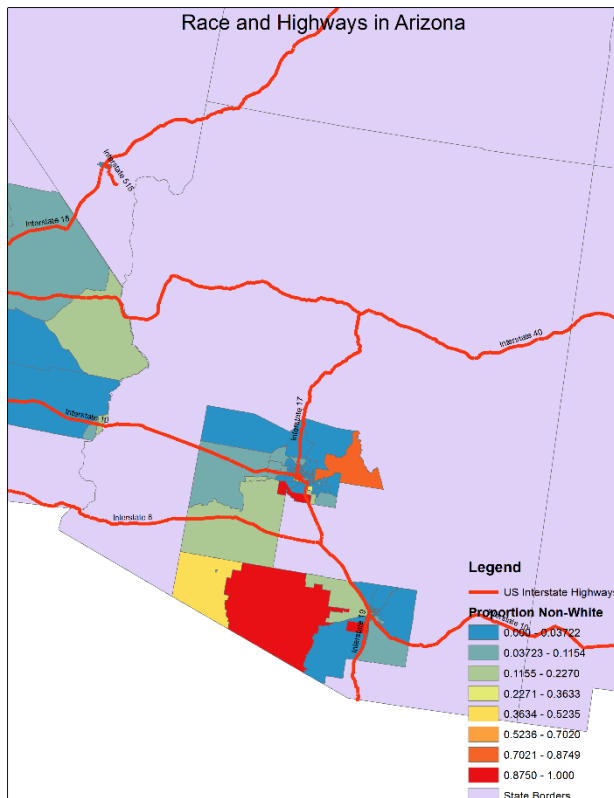 Race and Highways in Arizona
Interstate 515
Interstate 15
Interstate 40
Interstate 17
Interstate 10
Interstate 8
Interstate 19
Interstate 10
Legend
US Interstate Highways
Proportion Non-White
0.000 - 0.03722
0.03723 - 0.1154
0.1155 - 0.2270
0.2271 - 0.3633
0.3634 - 0.5235
0.5236 - 0.7020
0.7021 - 0.8749
0.8750 - 1.000
State Borders